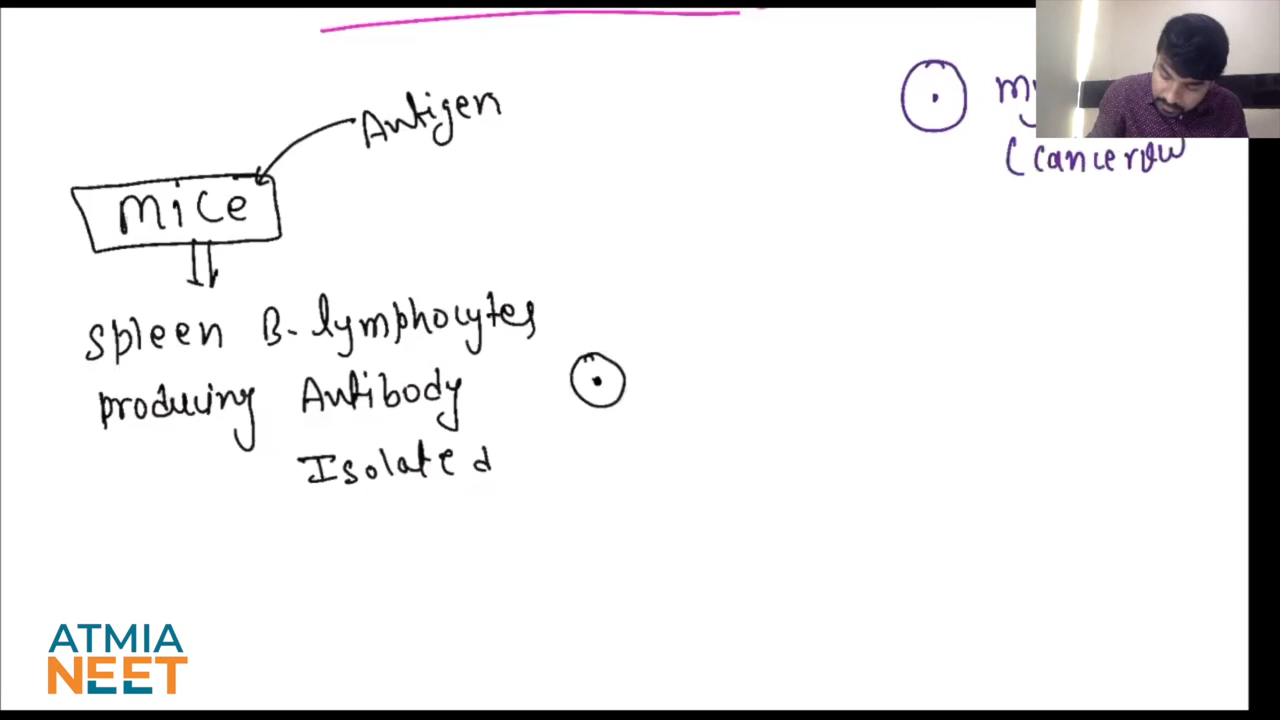 Antigen
Mice
Spleen B-lymphocytes
producing Antibody
Isolated
(cancerous
ATMIA
NEET